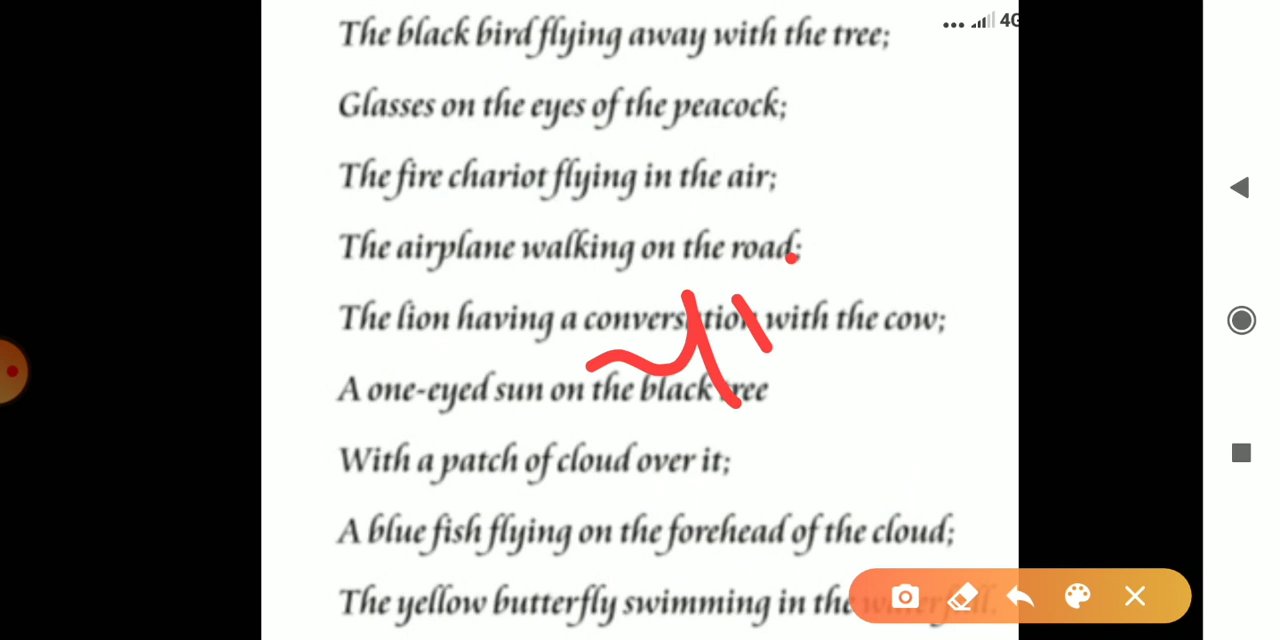 The black bird flying away with the tree;
... 4G
Glasses on the eyes of the peacock;
The fire chariot flying in the air;
The airplane walking on the road;
The lion having a conversation with the cow;
A one-eyed sun on the black tree
With a patch of cloud over it;
A blue fish flying on the forehead of the cloud;
The yellow butterfly swimming in the waterfall.